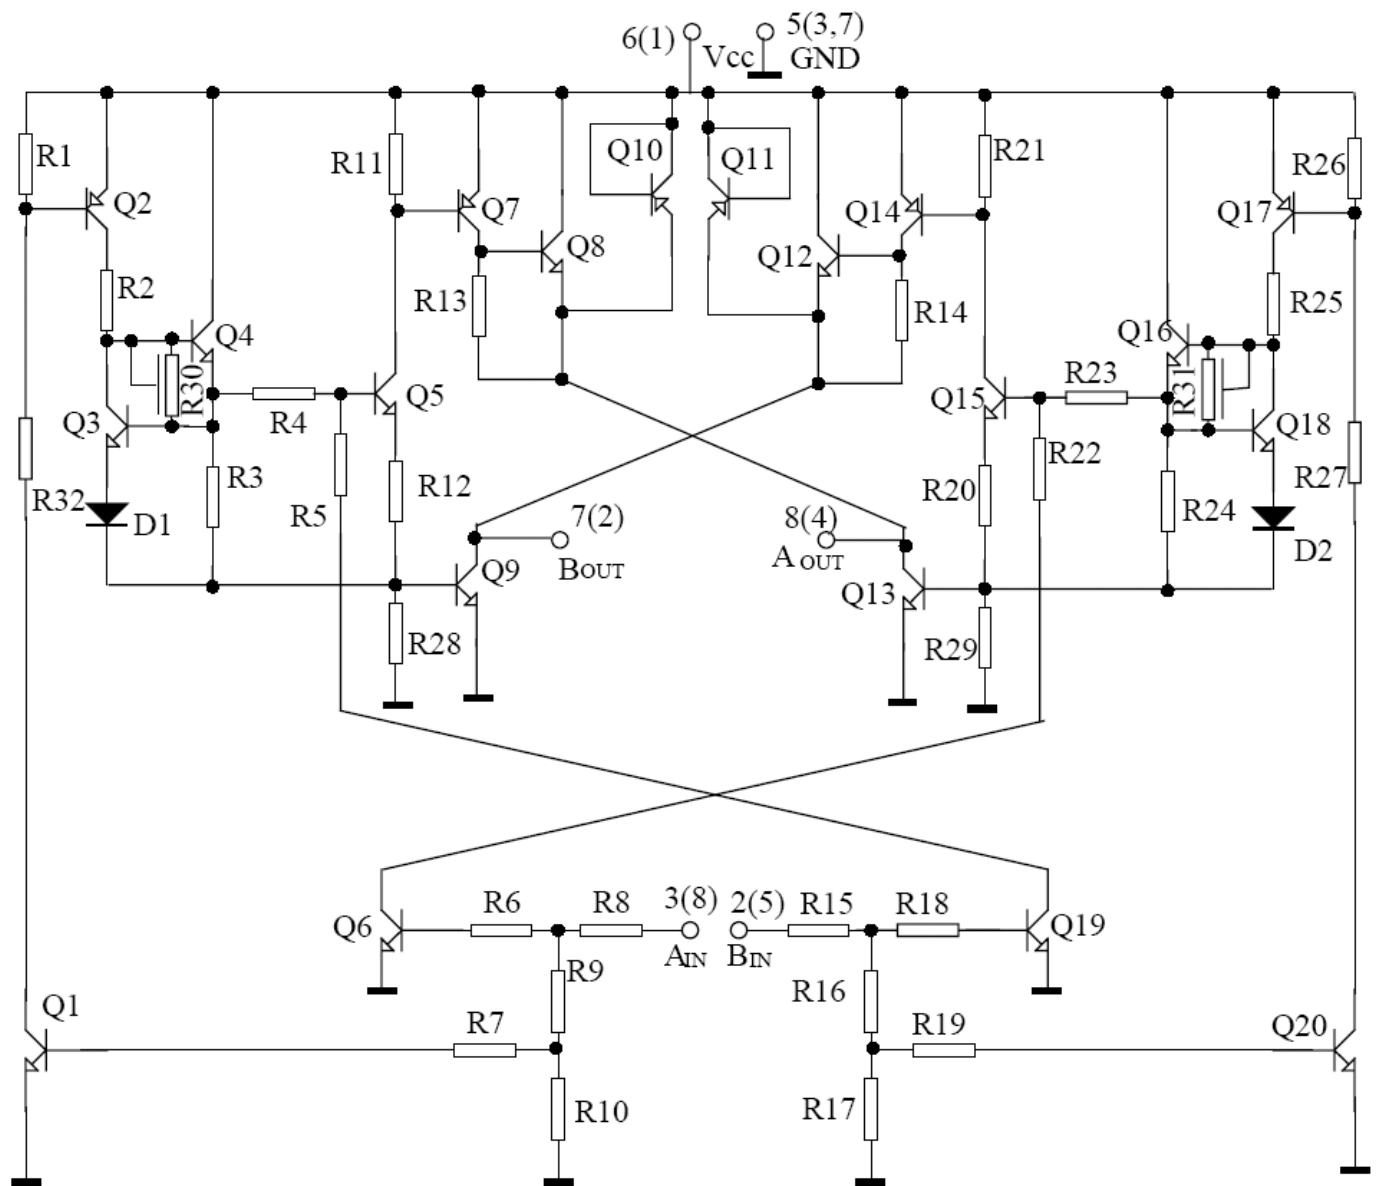 6(1)
Vcc
5(3,7)
GND
R1
Q2
R11
Q7
Q10
Q11
Q14
R21
Q17
R26
R2
Q8
Q12
R13
R14
R25
Q4
Q16
R30
R31
Q3
R4
Q5
Q15
R23
Q18
R3
R12
R22
R20
R24
R27
R32
D1
R5
7(2)
BOUT
8(4)
A OUT
D2
Q9
Q13
R28
R29
Q6
R6
R8
3(8)
AIN
2(5)
BIN
R15
R18
Q19
R9
R16
Q1
R7
R19
Q20
R10
R17